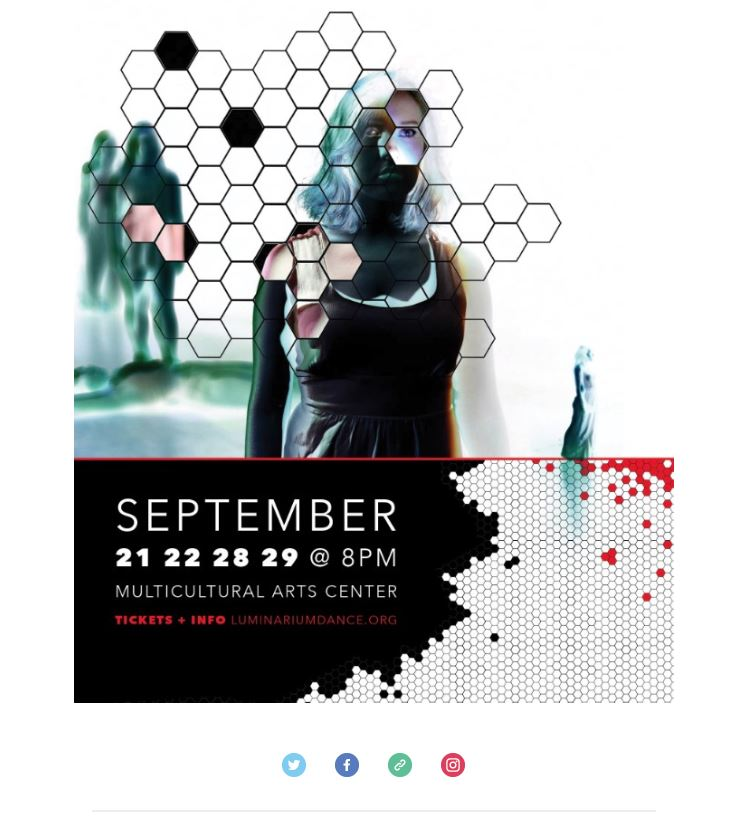 SEPTEMBER
21 22 28 29 @ 8PM
MULTICULTURAL ARTS CENTER
TICKETS + INFO LUMINARIUMDANCE.ORG